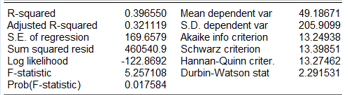 R-squared 0.396550 Mean dependent var 49.18671
Adjusted R-squared 0.321119 S.D. dependent var 205.9099
S.E. of regression 169.6579 Akaike info criterion 13.24938
Sum squared resid 460540.9 Schwarz criterion 13.39851
Log likelihood -122.8692 Hannan-Quinn criter. 13.27462
F-statistic 5.257108 Durbin-Watson stat 2.291531
Prob(F-statistic) 0.017584